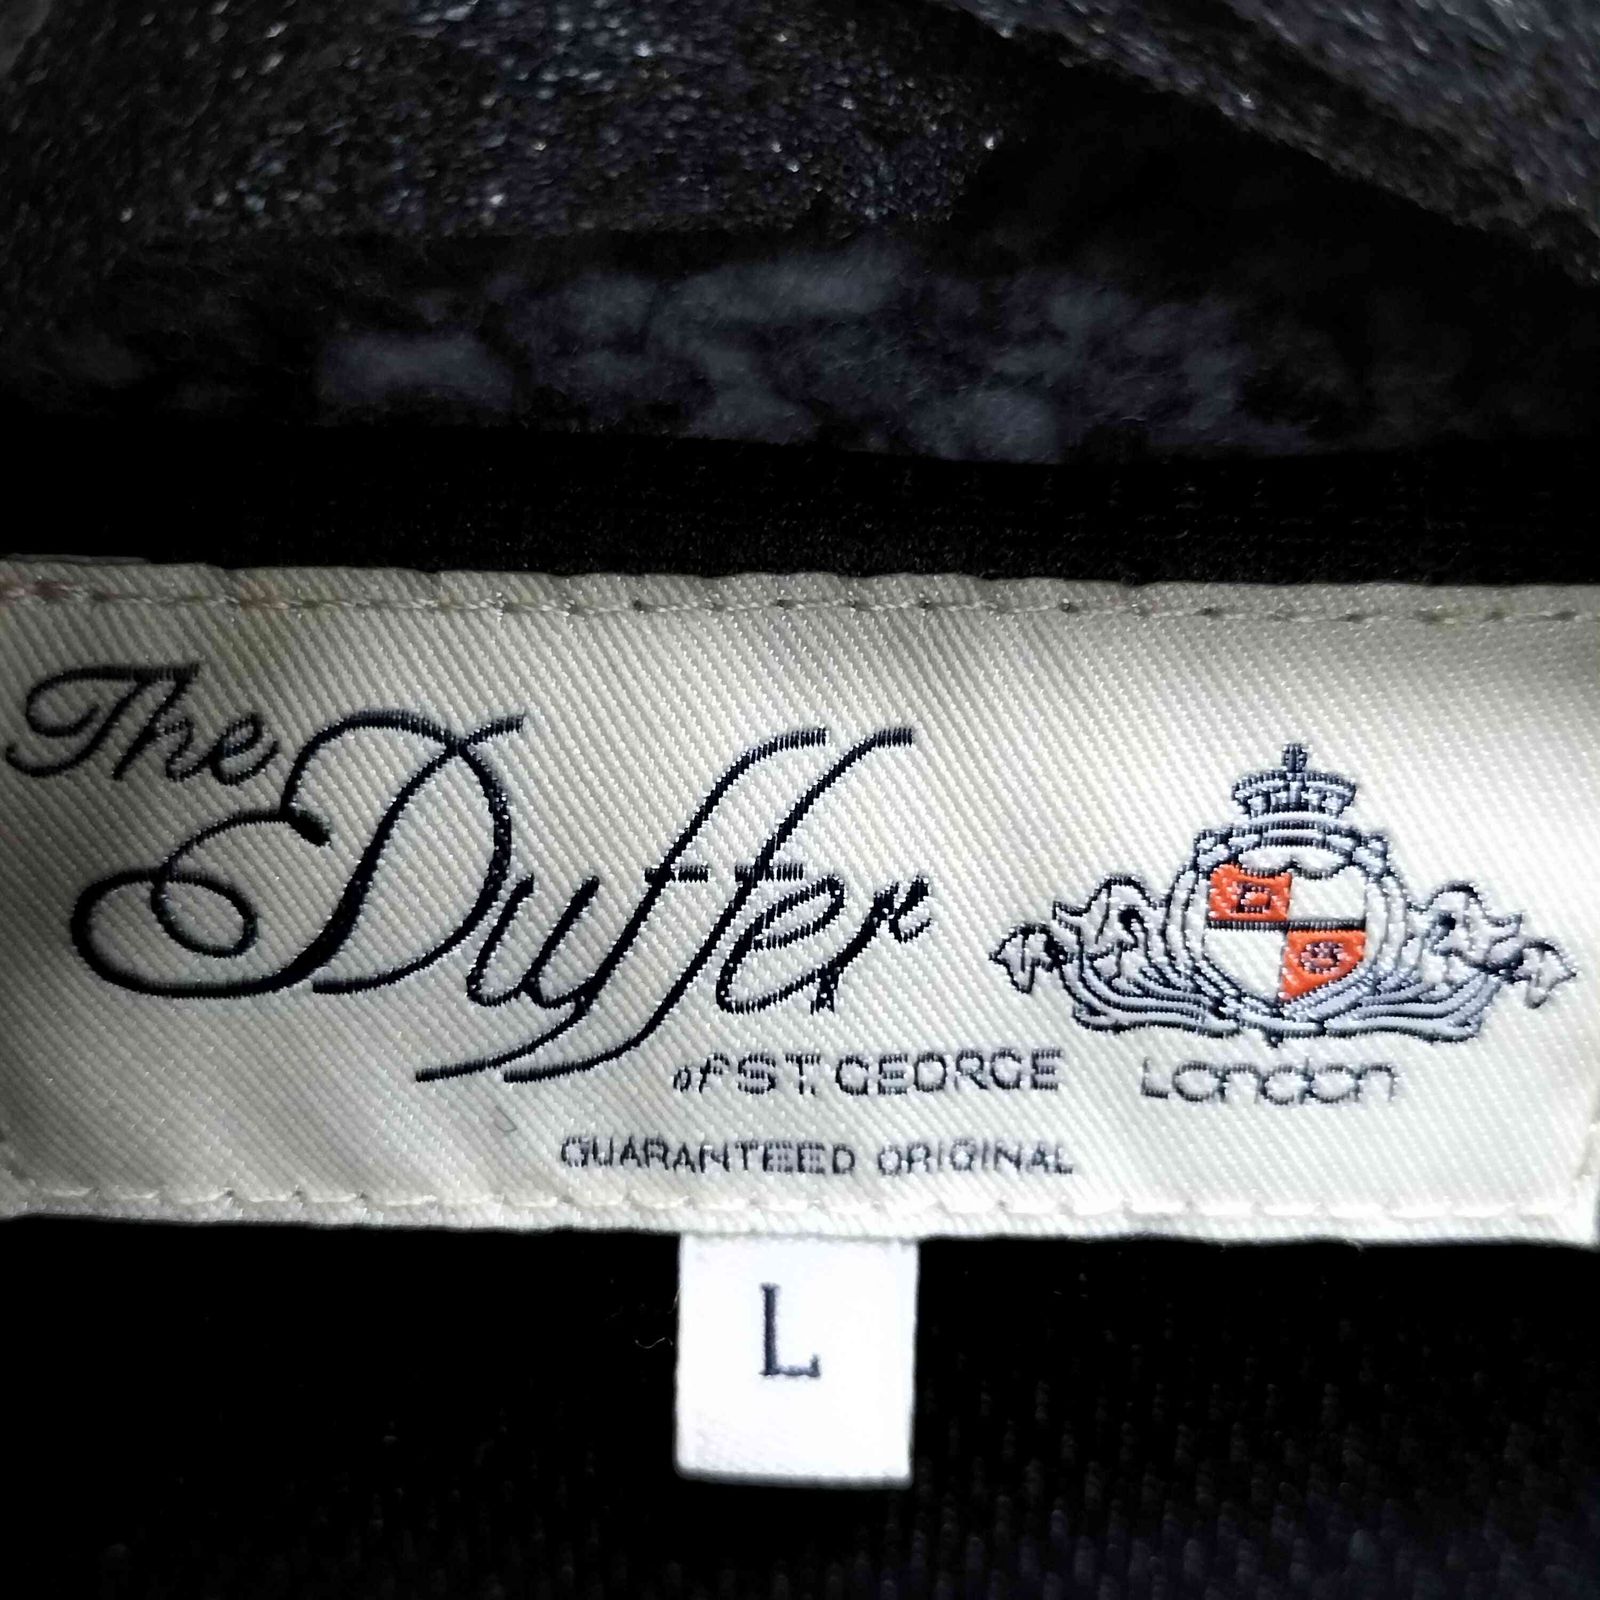 The Duffer
of ST. GEORGE
London
GUARANTEED ORIGINAL
L